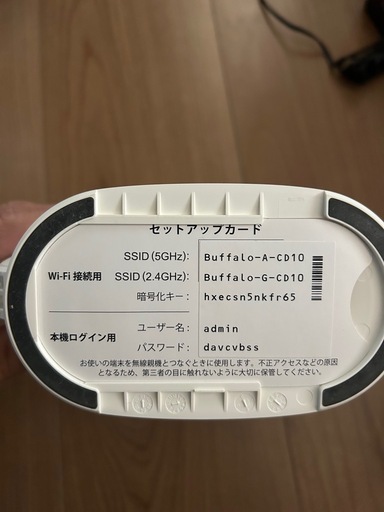 セットアップカード
Wi-Fi 接続用
SSID (5GHz): Buffalo-A-CD10
SSID (2.4GHz): Buffalo-G-CD10
暗号化キー: hxecsn5nkfr65
本機ログイン用
ユーザー名: admin
パスワード: davcvbss
お使いの端末を無線親機とつなぐときに使用します。不正アクセスなどの原因
となるため、第三者の目に触れないように大切に保管してください。